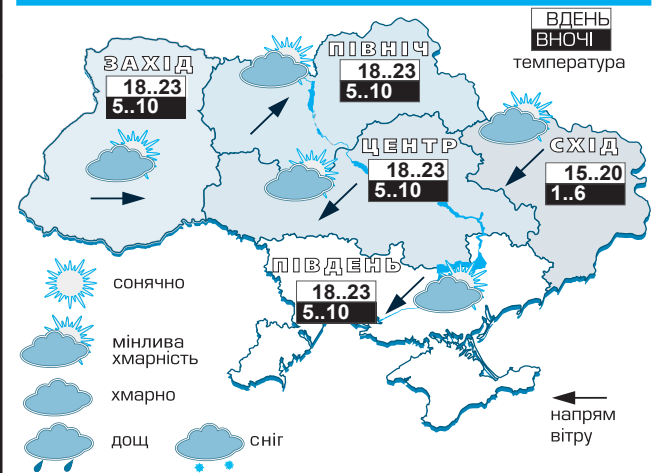 ВДЕНЬ
ВНОЧІ
температура
ЗАХІД
18..23
5..10
ПІВНІЧ
18..23
5..10
ЦЕНТР
18..23
5..10
СХІД
15..20
1..6
ПІВДЕНЬ
18..23
5..10
сонячно
мінлива
хмарність
хмарно
дощ
сніг
напрям
вітру